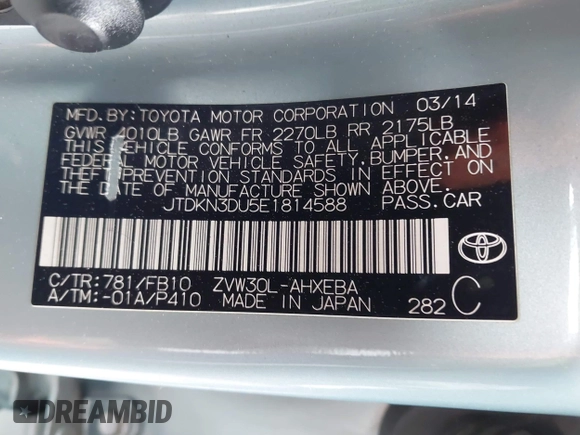 MFD. BY: TOYOTA MOTOR CORPORATION 03/14
GVWR 4010LB GAWR FR 2270LB RR 2175LB
THIS VEHICLE CONFORMS TO ALL APPLICABLE
FEDERAL MOTOR VEHICLE SAFETY, BUMPER, AND
THEFT PREVENTION STANDARDS IN EFFECT ON
THE DATE OF MANUFACTURE SHOWN ABOVE.
JTDKN3DU5E1814588 PASS. CAR
C/TR: 781/FB10 ZVW30L-AHXEBA
A/TM: -01A/P410 MADE IN JAPAN 282 C
DREAMBID